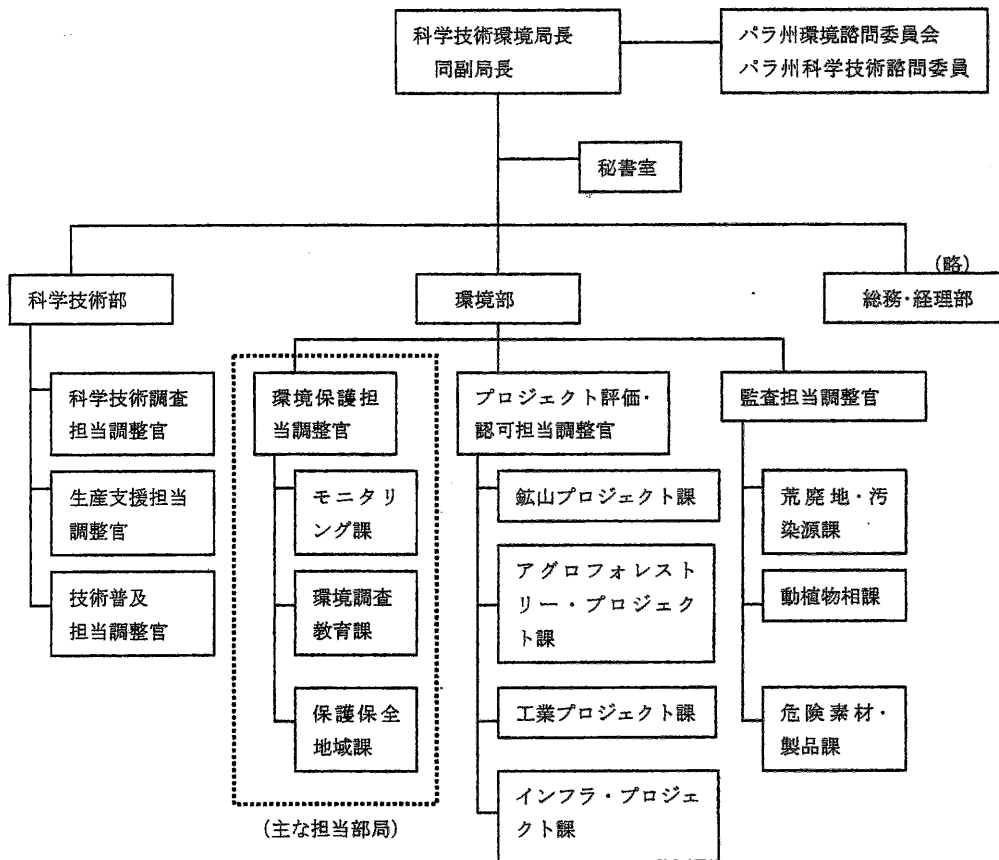 科学技術環境局長
同副局長
パラ州環境諮問委員会
パラ州科学技術諮問委員
秘書室
科学技術部
環境部
(略)
総務・経理部
科学技術調査
担当調整官
生産支援担当
調整官
技術普及
担当調整官
環境保護担
当調整官
モニタリ
ング課
環境調査
教育課
保護保全
地域課
(主な担当部局)
プロジェクト評価・
認可担当調整官
鉱山プロジェクト課
アグロフォレスト
リー・プロジェク
ト課
工業プロジェクト課
インフラ・プロジェ
クト課
監査担当調整官
荒廃地・汚
染源課
動植物相課
危険素材・
製品課